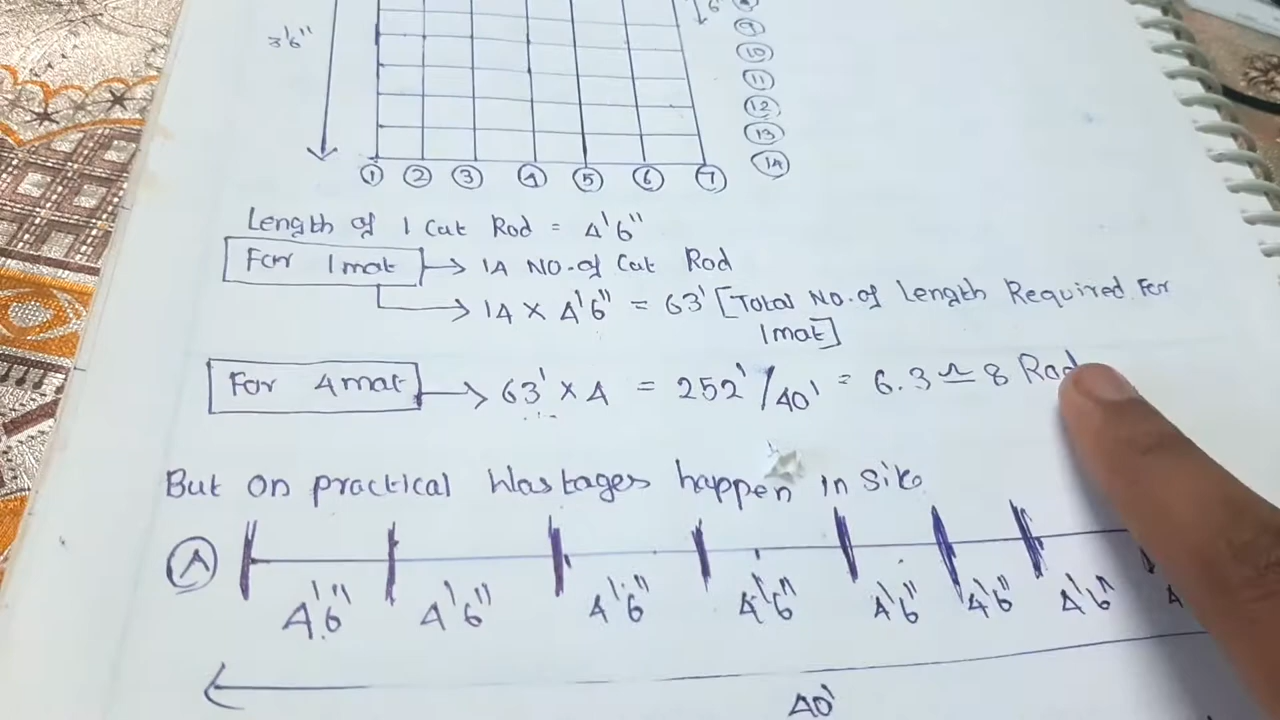 3'6"
6"
9
10
11
12
13
14
1 2 3 4 5 6 7
Length of 1 Cut Rod = 4'6"
For 1mat → 14 NO.of Cut Rod
→ 14 × 4'6" = 63' [Total No.of Length Required For
1mat]
For 4mat → 63' × 4 = 252'/40' = 6.3 ≃ 8 Rod
But on practical Wastages happen in Site
A
4'6" 4'6" 4'6" 4'6" 4'6" 4'6" 4'6" 4
40'